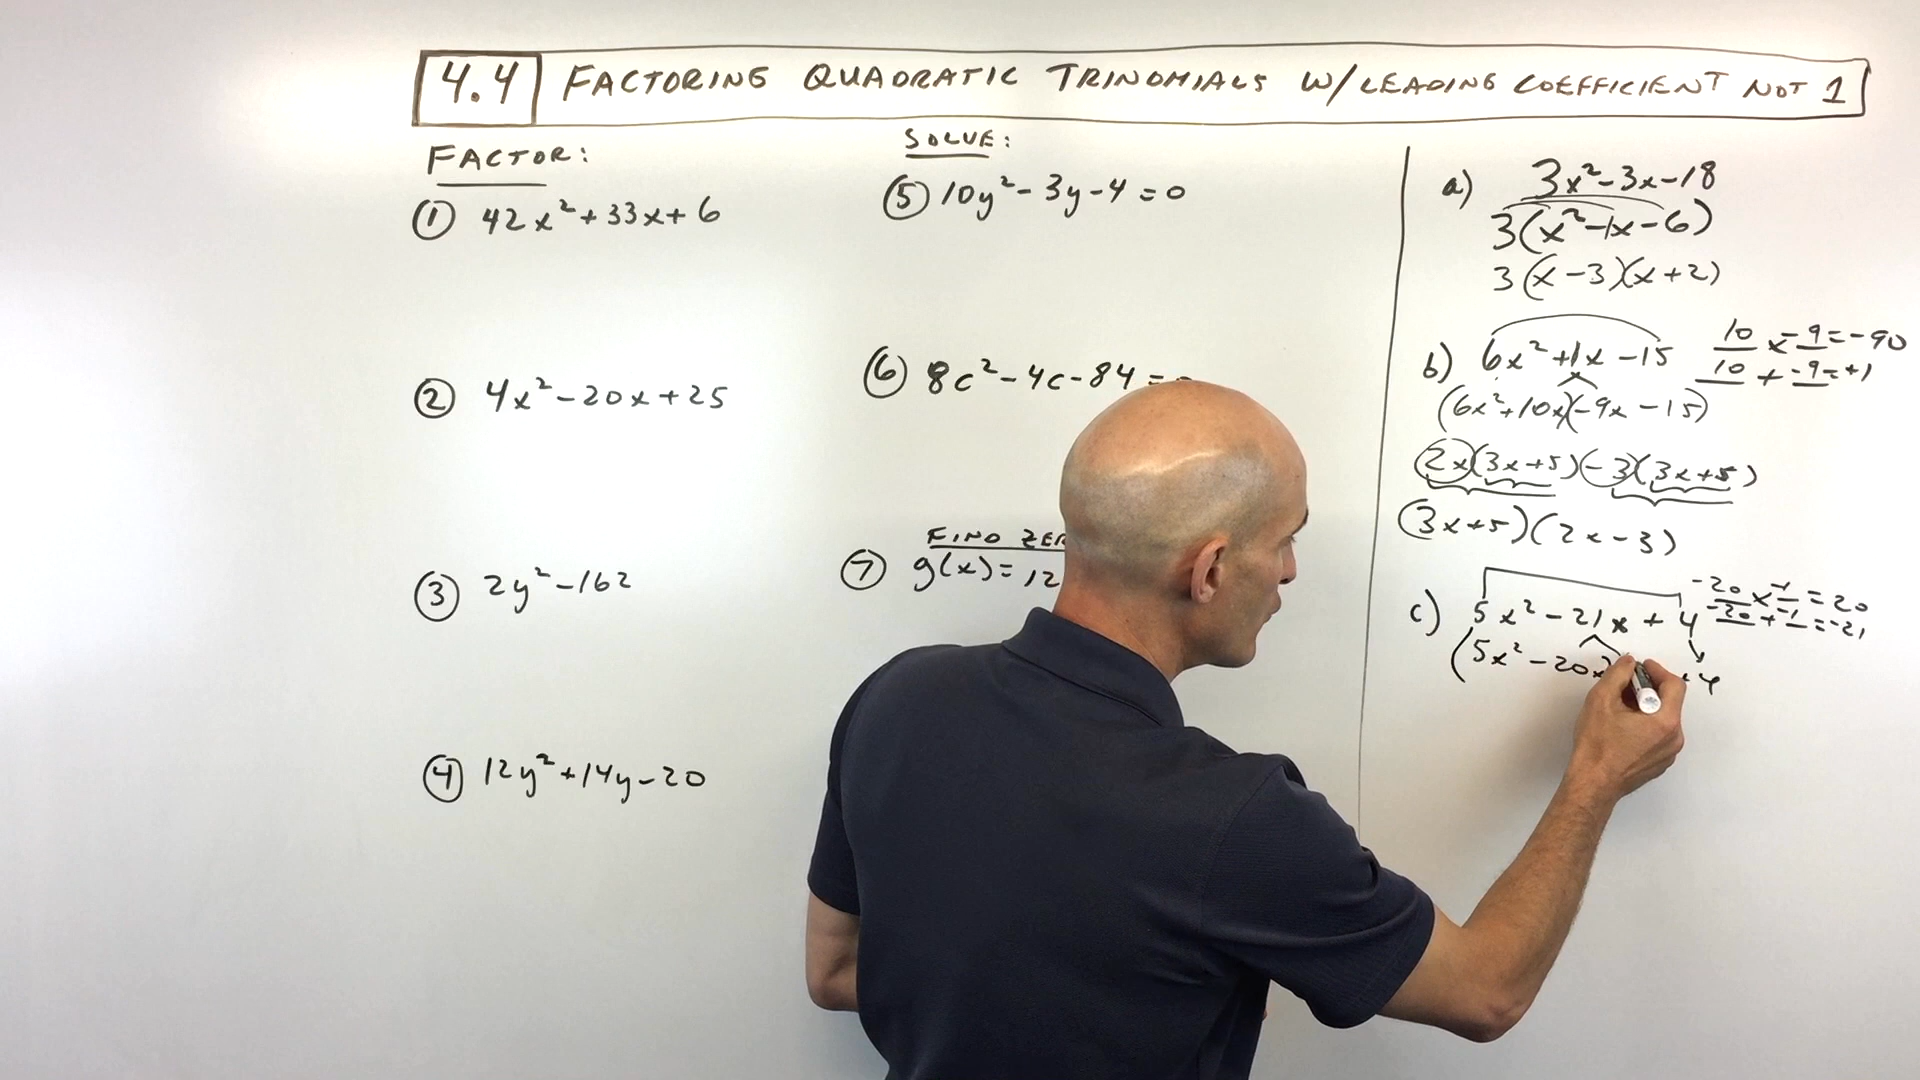 4.4 FACTORING QUADRATIC TRINOMIALS W/ LEADING COEFFICIENT NOT 1
FACTOR:
① 42x² + 33x + 6
② 4x² - 20x + 25
③ 2y² - 162
④ 12y² + 14y - 20
SOLVE:
⑤ 10y² - 3y - 4 = 0
⑥ 8c² - 4c - 84 =
FIND
⑦ g(x) = 12
a) 3x² - 3x - 18
3(x² - 1x - 6)
3(x - 3)(x + 2)
b) 6x² + 1x - 15
10 x -9 = -90
10 + -9 = +1
(6x² + 10x)(-9x - 15)
2x(3x + 5)(-3(3x + 5)
(3x + 5)(2x - 3)
c) 5x² - 21x + 4
-20 x -1 = 20
-20 + -1 = -21
(5x² - 20x) 4